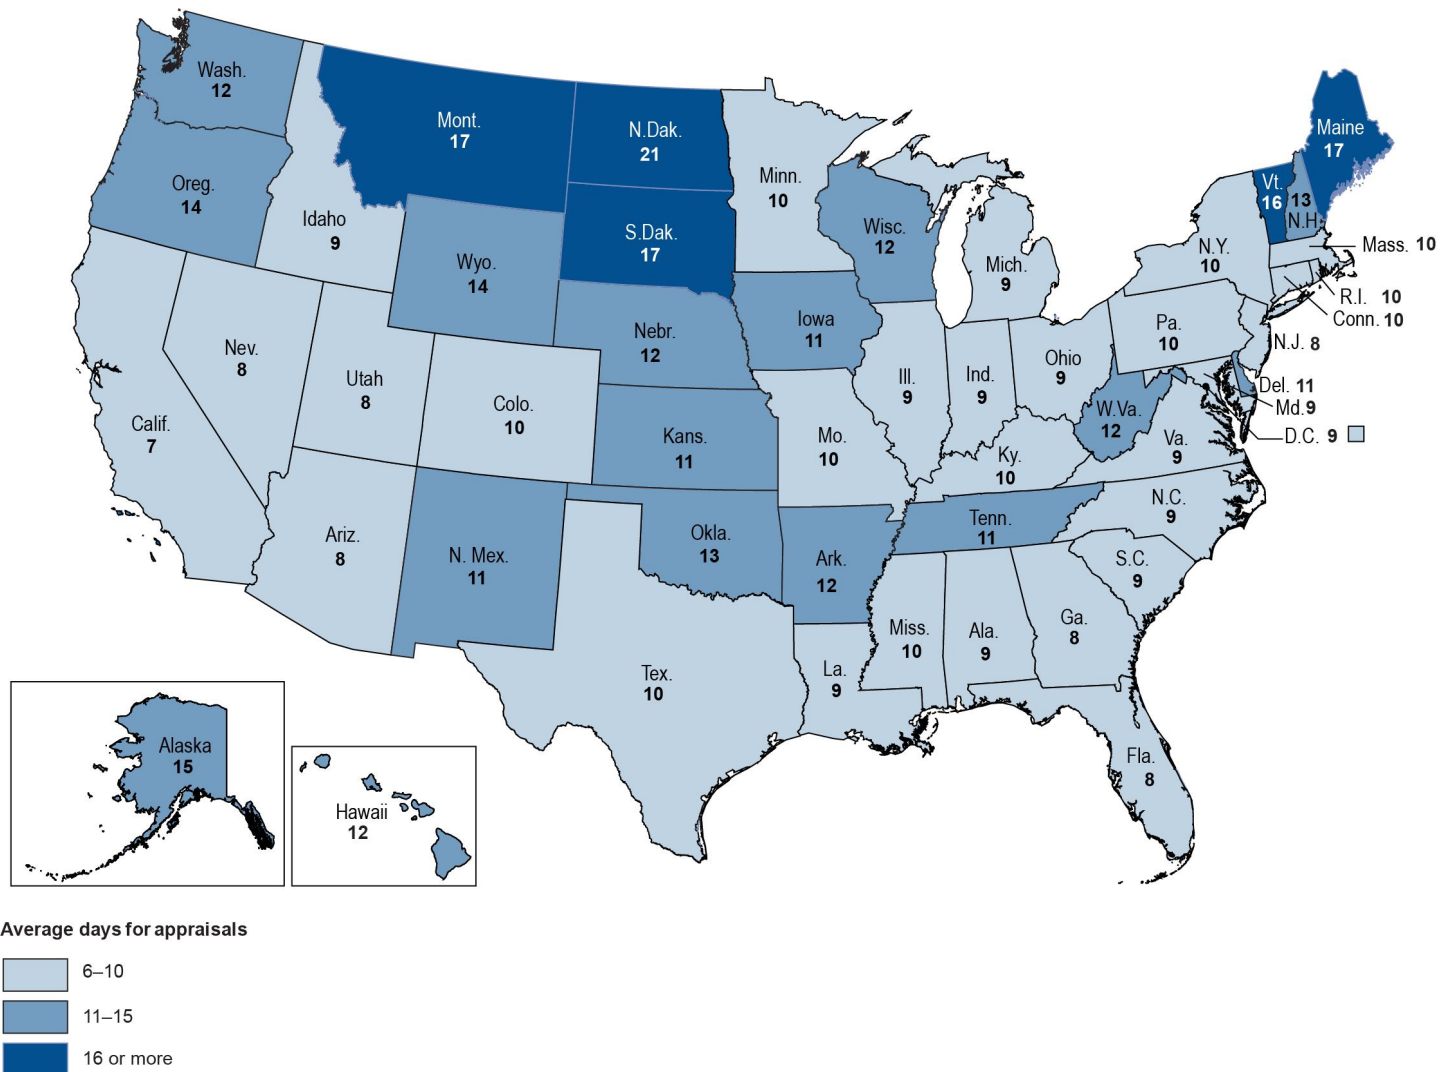 Wash.
12
Mont.
17
N.Dak.
21
Minn.
10
Maine
17
Oreg.
14
Idaho
9
Vt.
16
13
N.H.
S.Dak.
17
Wisc.
12
Wyo.
14
Mich.
9
N.Y.
10
Mass. 10
R.I. 10
Conn. 10
Nev.
8
Utah
8
Colo.
10
Nebr.
12
Iowa
11
Ill.
9
Ind.
9
Ohio
9
Pa.
10
N.J. 8
Del. 11
Md. 9
D.C. 9
Calif.
7
Kans.
11
Mo.
10
Ky.
10
W.Va.
12
Va.
9
N.C.
9
Ariz.
8
N. Mex.
11
Okla.
13
Ark.
12
Tenn.
11
S.C.
9
Tex.
10
La.
9
Miss.
10
Ala.
9
Ga.
8
Fla.
8
Alaska
15
Hawaii
12
Average days for appraisals
6–10
11–15
16 or more